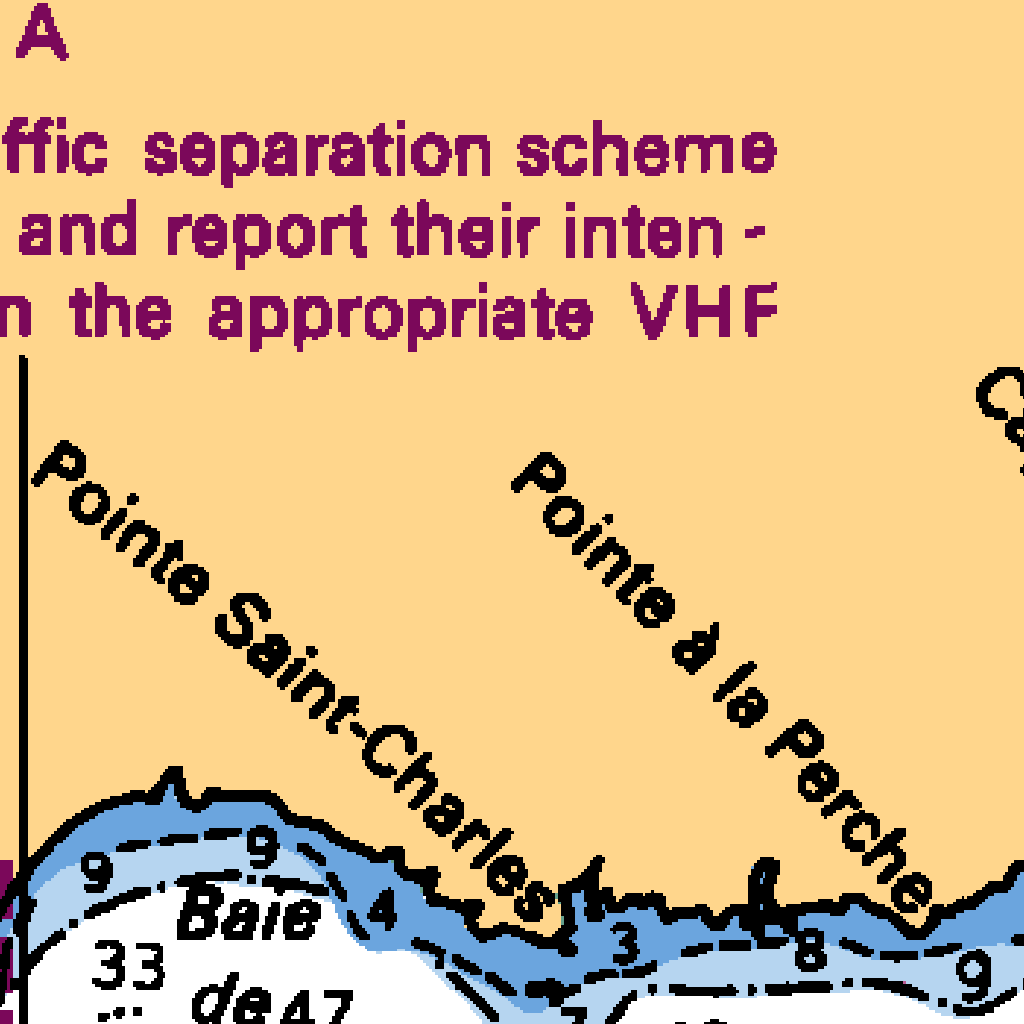 A
ffic separation scheme
and report their inten -
n the appropriate VHF
Pointe Saint-Charles
Pointe à la Perche
9
9
4
3
8
9
Baie
33
de
47
7